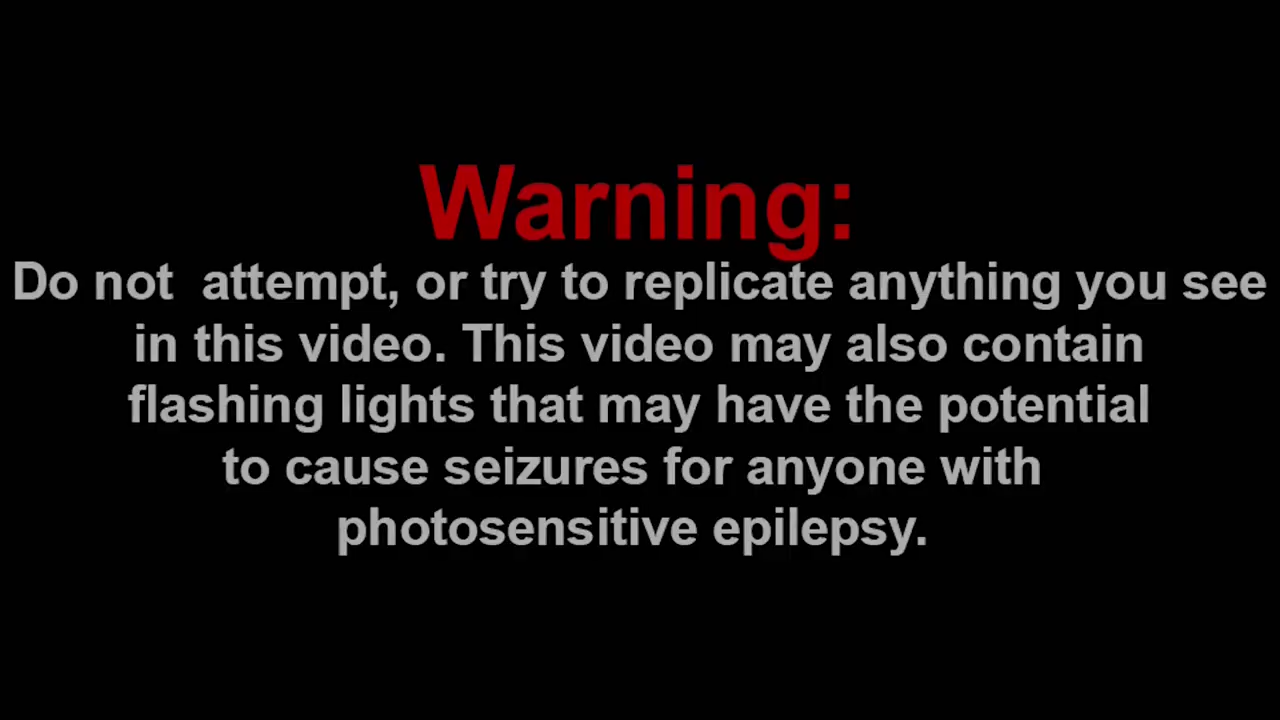 Warning:
Do not  attempt, or try to replicate anything you see
in this video. This video may also contain
flashing lights that may have the potential
to cause seizures for anyone with
photosensitive epilepsy.